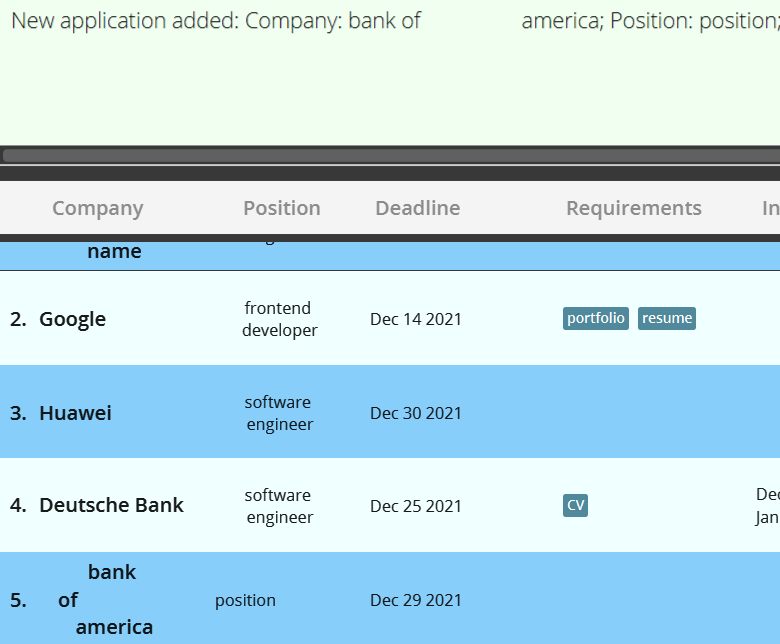 New application added: Company: bank of america; Position: position;
Company Position Deadline Requirements In
name
2. Google frontend developer Dec 14 2021 portfolio resume
3. Huawei software engineer Dec 30 2021
4. Deutsche Bank software engineer Dec 25 2021 CV Dec Jan
5. bank of america position Dec 29 2021